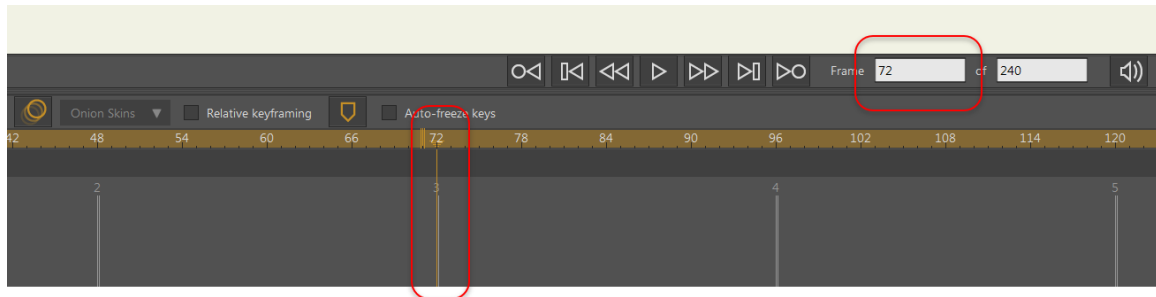 Frame 72 of 240
Onion Skins Relative keyframing Auto-freeze keys
42 48 54 60 66 72 78 84 90 96 102 108 114 120
2 3 4 5